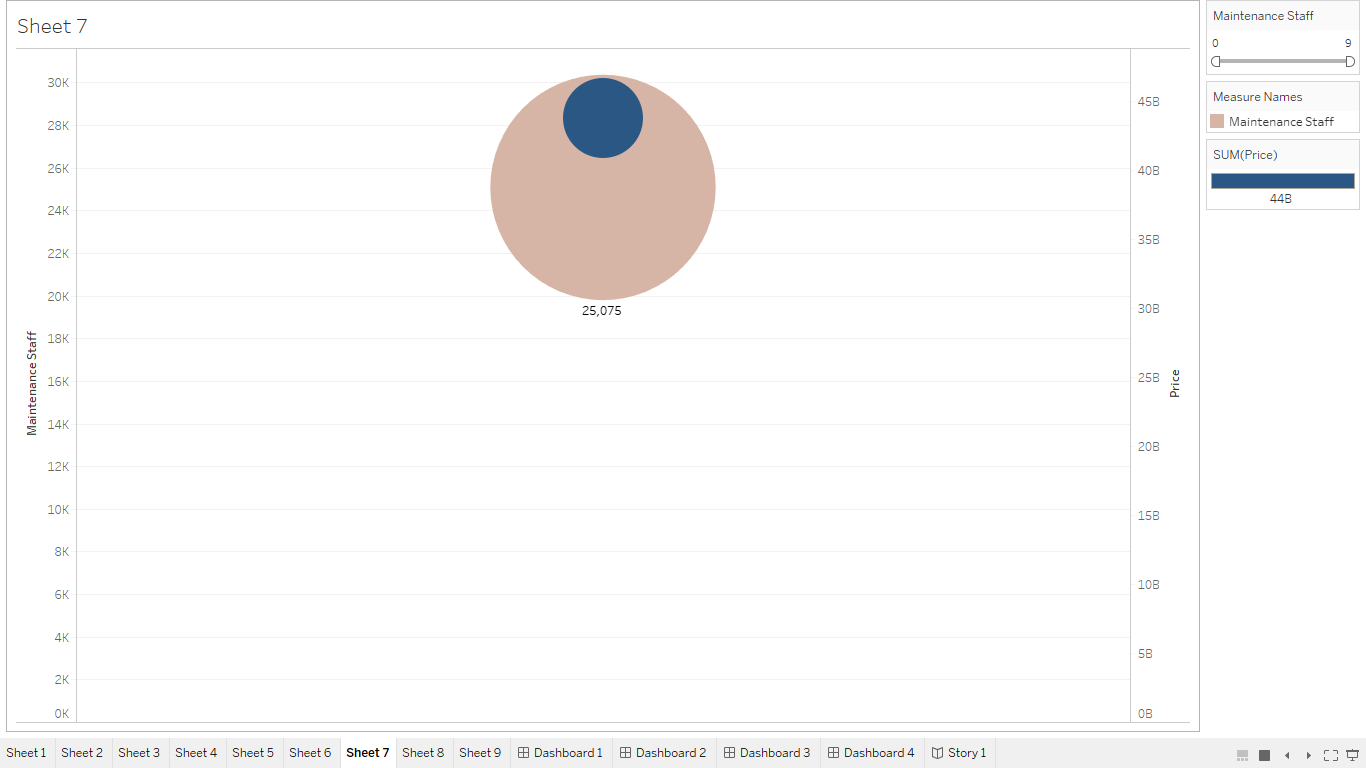 Sheet 7
30K
28K
26K
24K
22K
20K
18K
16K
14K
12K
10K
8K
6K
4K
2K
0K
Maintenance Staff
25,075
45B
40B
35B
30B
25B
20B
15B
10B
5B
0B
Price
Maintenance Staff
0 9
Measure Names
Maintenance Staff
SUM(Price)
44B
Sheet 1 Sheet 2 Sheet 3 Sheet 4 Sheet 5 Sheet 6 Sheet 7 Sheet 8 Sheet 9 Dashboard 1 Dashboard 2 Dashboard 3 Dashboard 4 Story 1